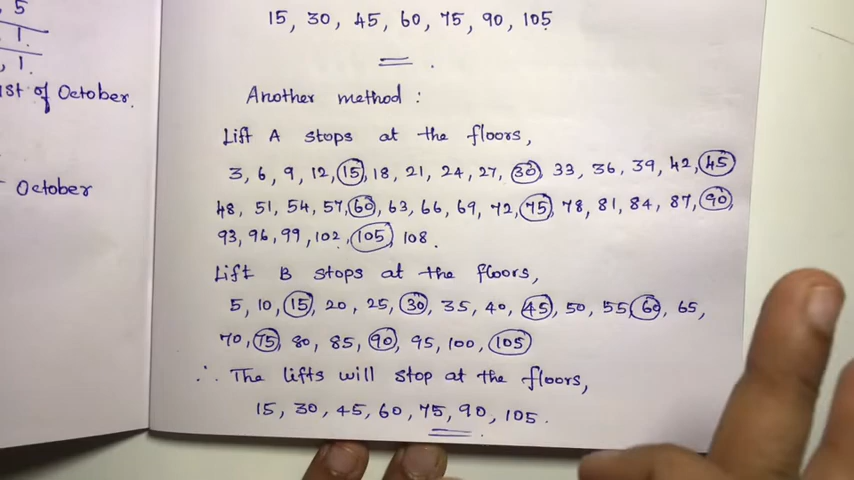 , 5
, 1.
, 1.
1st of October.
October
15, 30, 45, 60, 75, 90, 105
Another method :
Lift A stops at the floors,
3, 6, 9, 12, 15, 18, 21, 24, 27, 30, 33, 36, 39, 42, 45
48, 51, 54, 57, 60, 63, 66, 69, 72, 75, 78, 81, 84, 87, 90,
93, 96, 99, 102, 105, 108.
Lift B stops at the floors,
5, 10, 15, 20, 25, 30, 35, 40, 45, 50, 55, 60, 65,
70, 75, 80, 85, 90, 95, 100, 105
∴ The lifts will stop at the floors,
15, 30, 45, 60, 75, 90, 105.